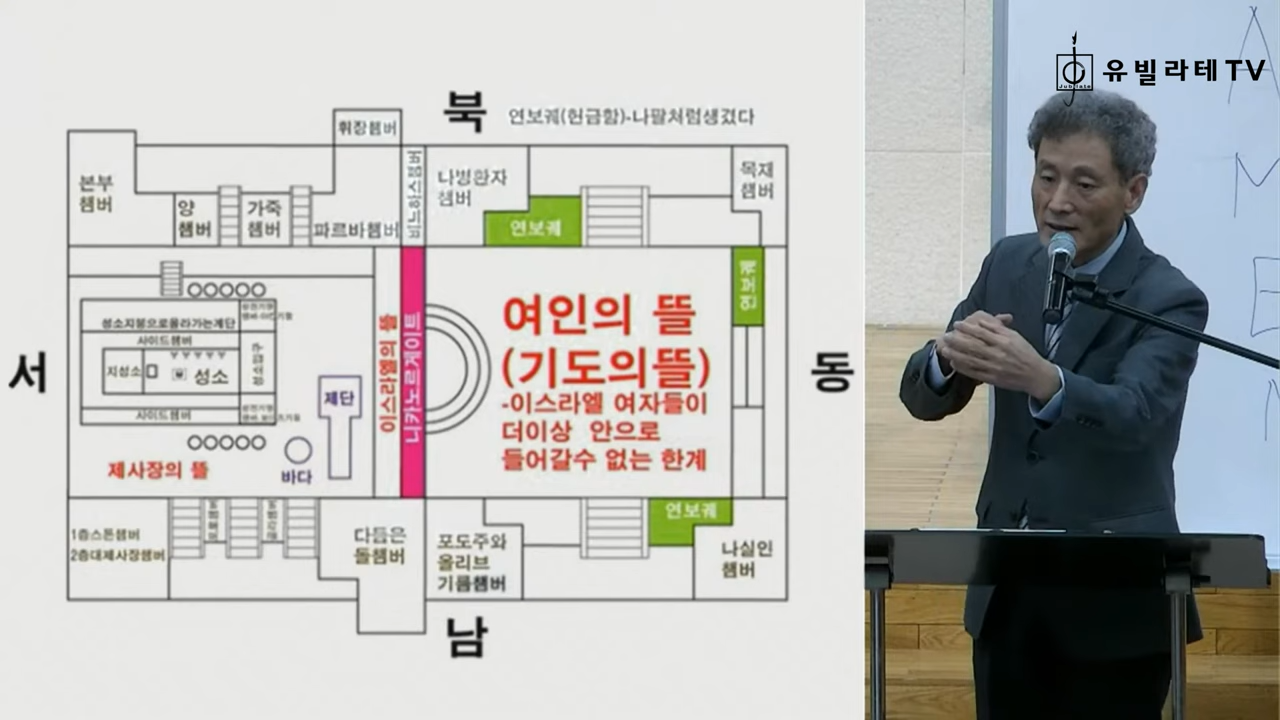 북
연보궤(헌금함)-나팔처럼생겼다
휘장챔버
본부
챔버
양
챔버
가죽
챔버
파르바챔버
비느하스챔버
나병환자
챔버
연보궤
목재
챔버
연보궤
성소지붕으로올라가는계단
사이드챔버
지성소
성소
성소입구
사이드챔버
제단
바다
제사장의 뜰
이스라엘의 뜰
니카노르게이트
여인의 뜰
(기도의뜰)
-이스라엘 여자들이
더이상 안으로
들어갈수 없는 한계
서
동
1층스톤챔버
2층대제사장챔버
다듬은
돌챔버
포도주와
올리브
기름챔버
연보궤
나실인
챔버
남
유빌라테TV
Jubilate
A
M
E
N